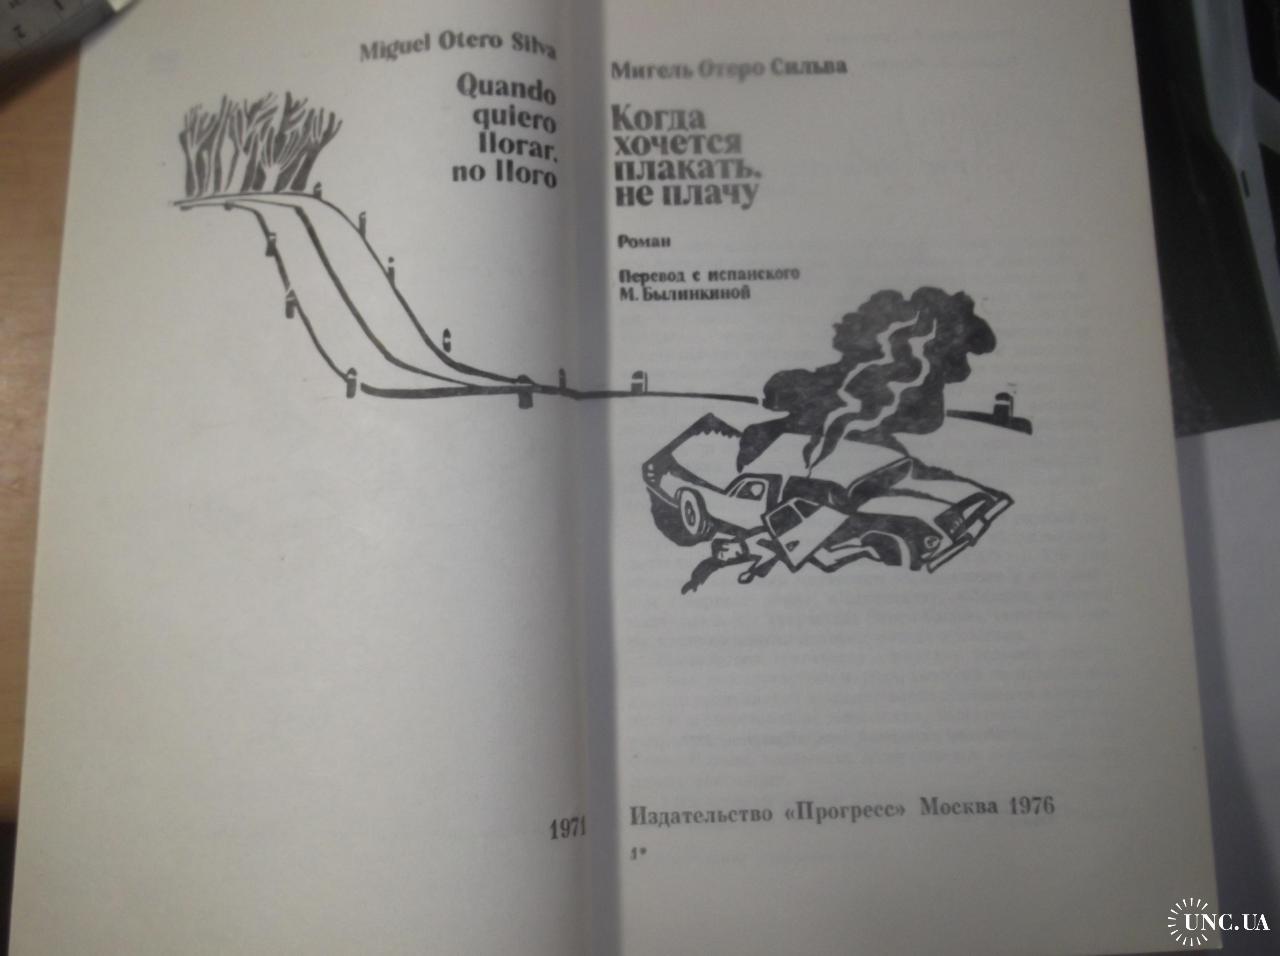 Miguel Otero Silva
Quando
quiero
llorar,
no lloro
1971
Мигель Отеро Сильва
Когда
хочется
плакать,
не плачу
Роман
Перевод с испанского
М. Былинкиной
Издательство «Прогресс» Москва 1976
1*
UNC.UA